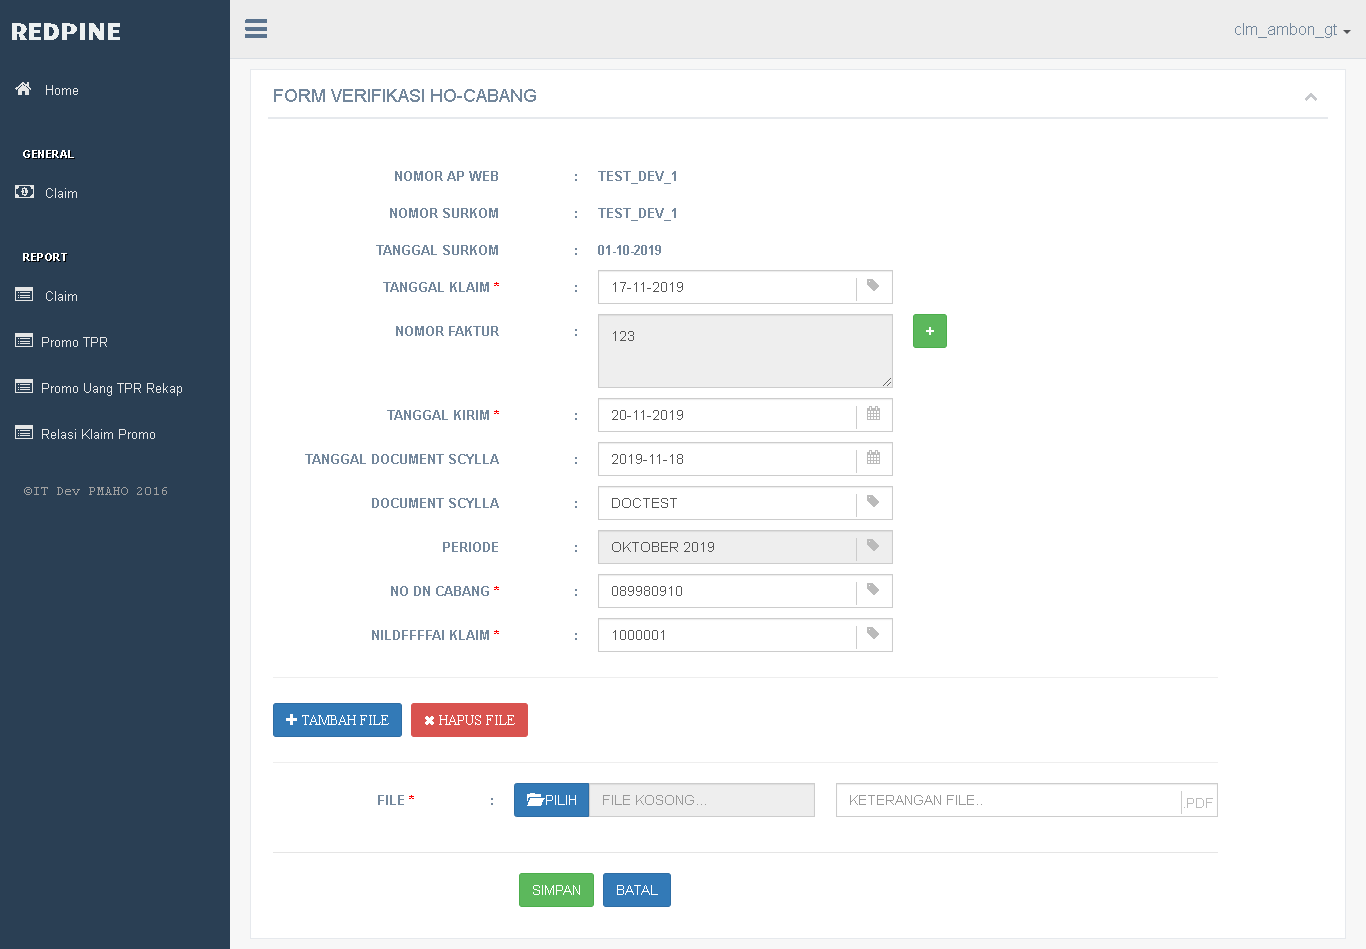 REDPINE
clm_ambon_gt
Home
GENERAL
Claim
REPORT
Claim
Promo TPR
Promo Uang TPR Rekap
Relasi Klaim Promo
©IT Dev PMAHO 2016
FORM VERIFIKASI HO-CABANG
NOMOR AP WEB : TEST_DEV_1
NOMOR SURKOM : TEST_DEV_1
TANGGAL SURKOM : 01-10-2019
TANGGAL KLAIM * : 17-11-2019
NOMOR FAKTUR : 123 +
TANGGAL KIRIM * : 20-11-2019
TANGGAL DOCUMENT SCYLLA : 2019-11-18
DOCUMENT SCYLLA : DOCTEST
PERIODE : OKTOBER 2019
NO DN CABANG * : 089980910
NILDFFFFAI KLAIM * : 1000001
TAMBAH FILE HAPUS FILE
FILE * : PILIH FILE KOSONG... KETERANGAN FILE.. .PDF
SIMPAN BATAL